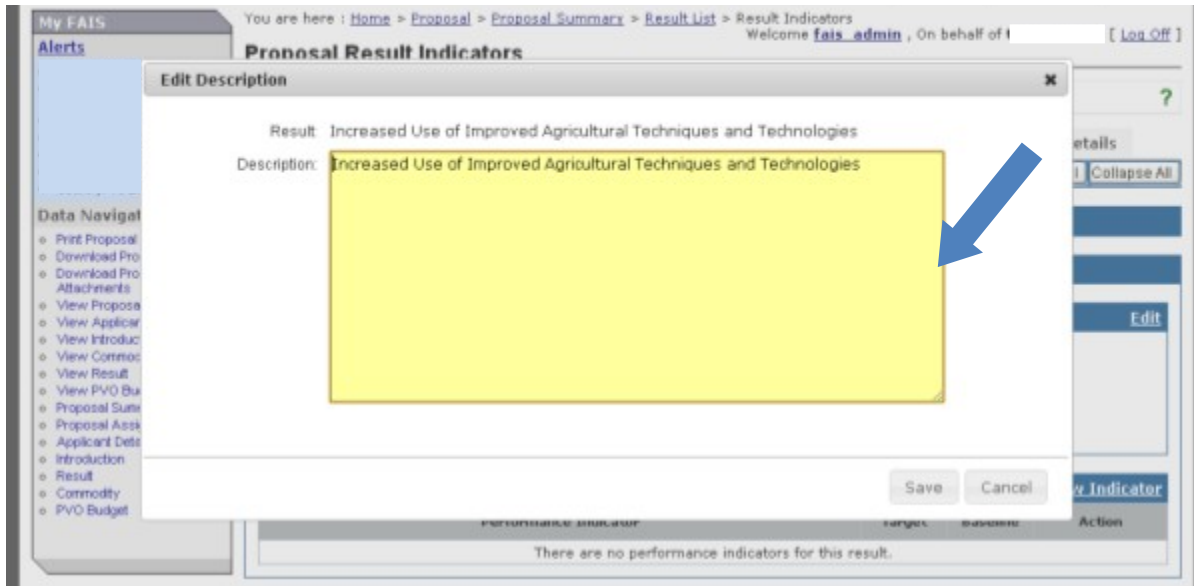 My FAIS
Alerts
You are here : Home > Proposal > Proposal Summary > Result List > Result Indicators
Welcome fais_admin , On behalf of [ Log Off ]
Proposal Result Indicators
?
Edit Description
Result: Increased Use of Improved Agricultural Techniques and Technologies
Description: Increased Use of Improved Agricultural Techniques and Technologies
Save Cancel
etails
Collapse All
Data Navigat
Print Proposal
Download Pro
Download Pro
Attachments
View Proposa
View Applicar
View Introduc
View Commod
View Result
View PVO Bu
Proposal Sum
Proposal Assi
Applicant Deta
Introduction
Result
Commodity
PVO Budget
Edit
w Indicator
Performance Indicator Target Baseline Action
There are no performance indicators for this result.